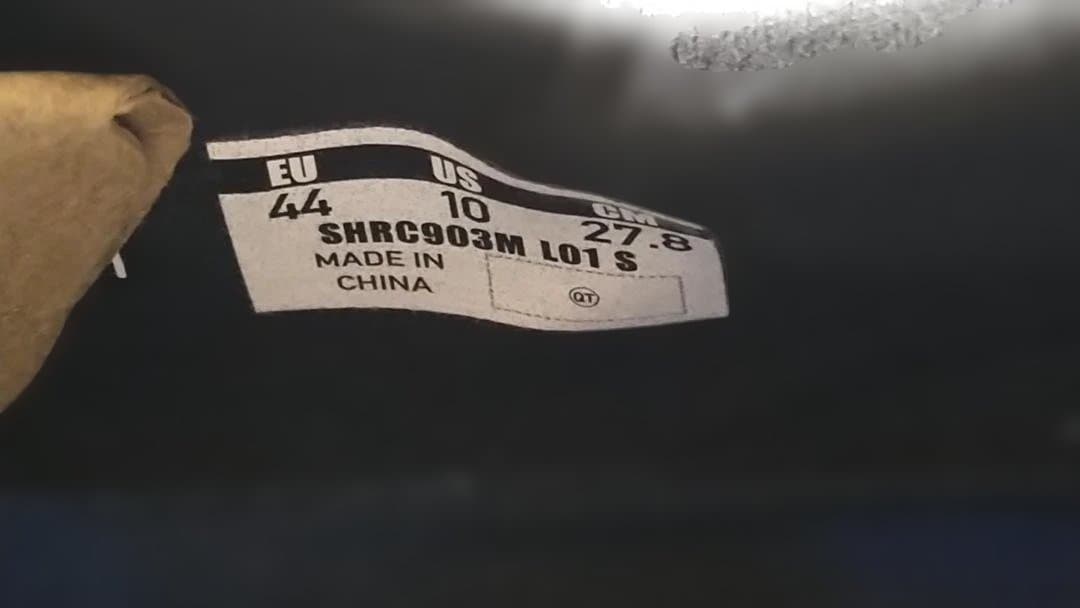 EU US CM
44 10 27.8
SHRC903M L01 S
MADE IN
CHINA
QT